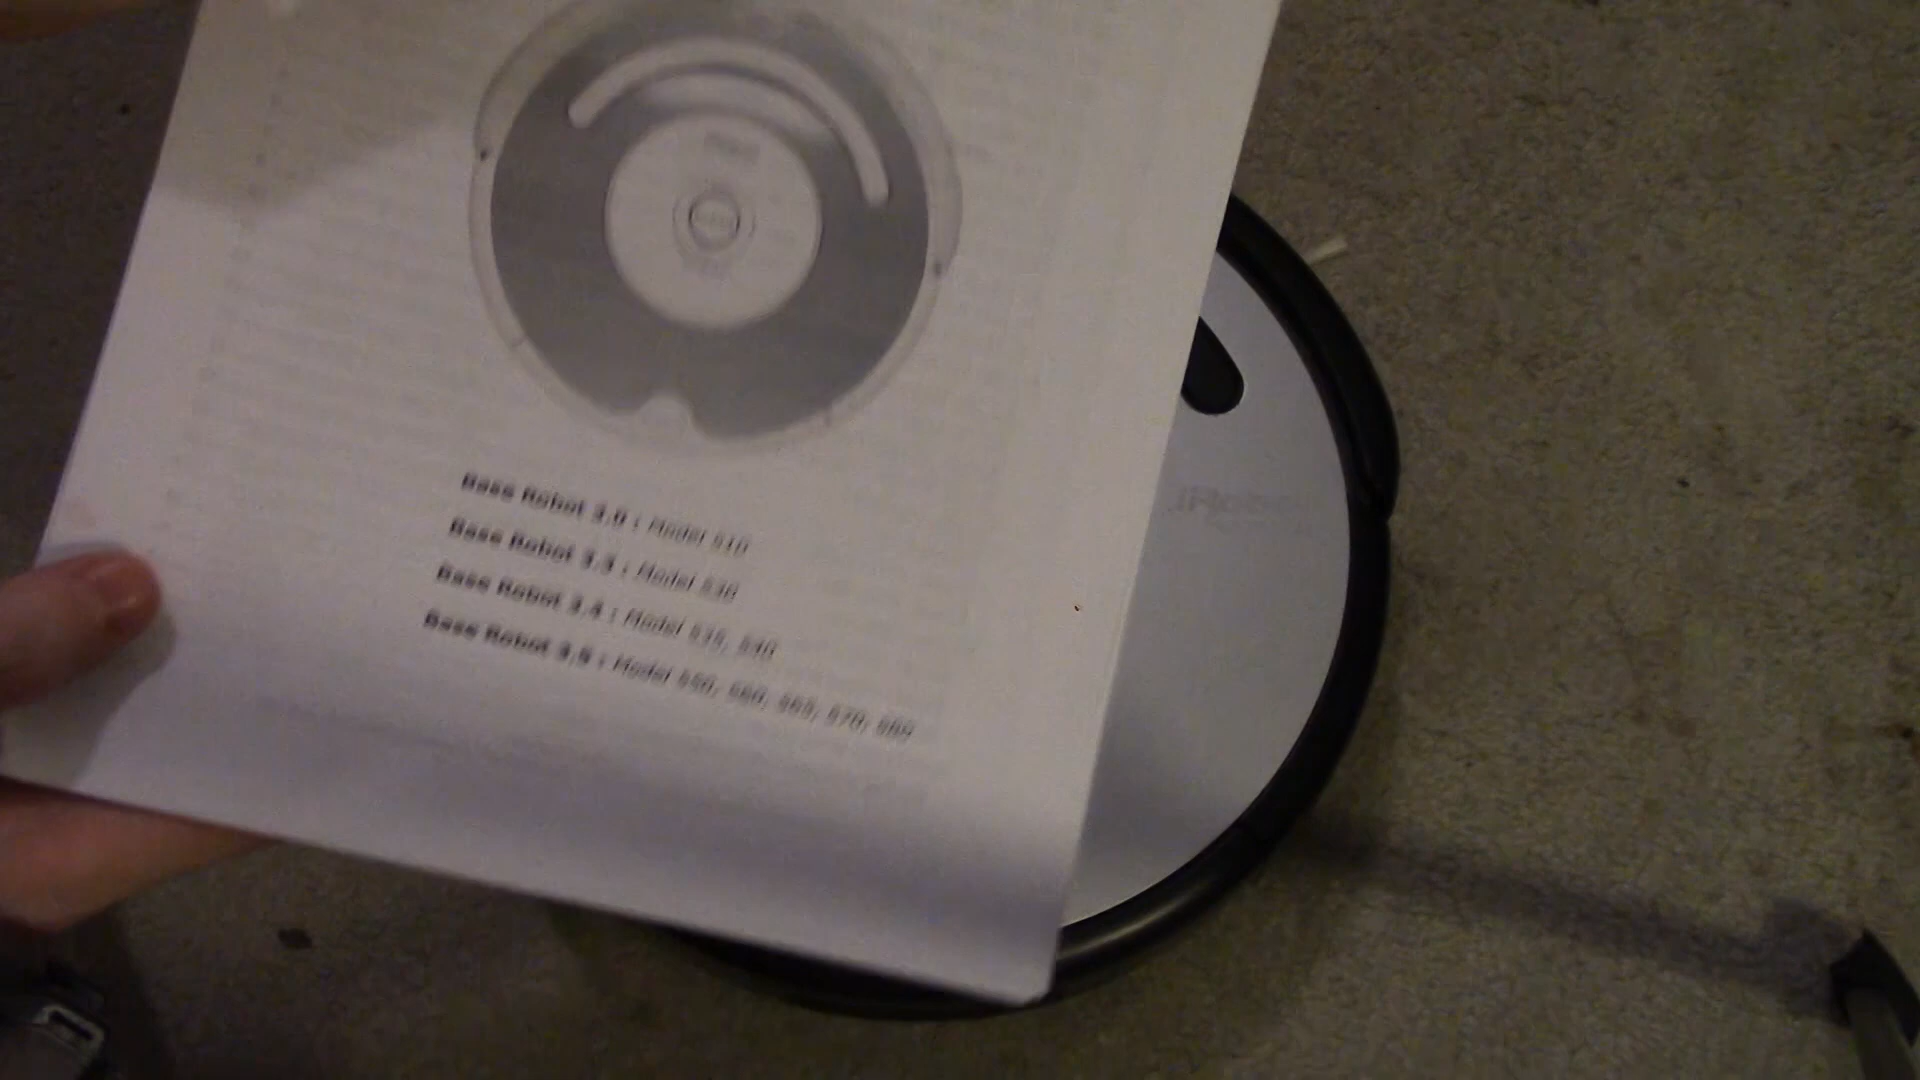 Base Robot 3.0 : Model 510
Base Robot 3.3 : Model 530
Base Robot 3.4 : Model 535, 540
Base Robot 3.5 : Model 550, 560, 565, 570, 580
iRobot